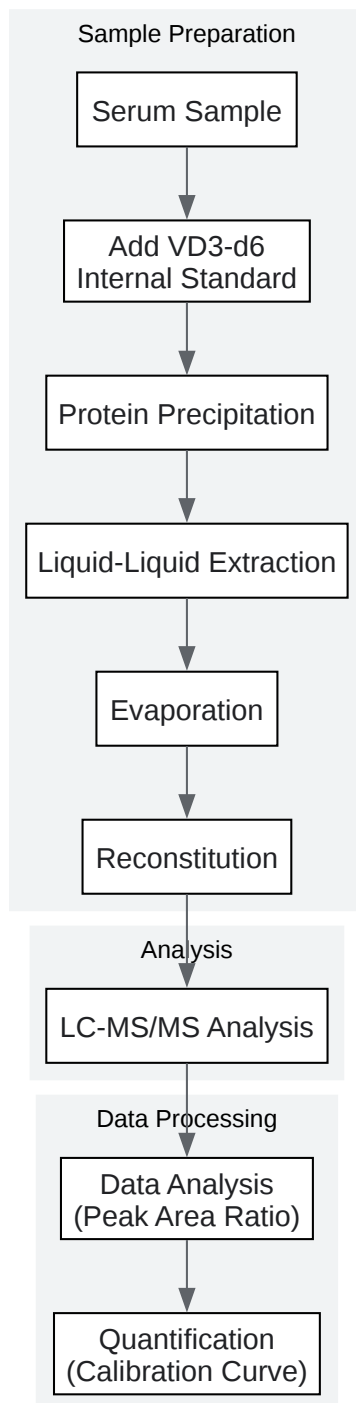 Sample Preparation
Serum Sample
Add VD3-d6
Internal Standard
Protein Precipitation
Liquid-Liquid Extraction
Evaporation
Reconstitution
Analysis
LC-MS/MS Analysis
Data Processing
Data Analysis
(Peak Area Ratio)
Quantification
(Calibration Curve)